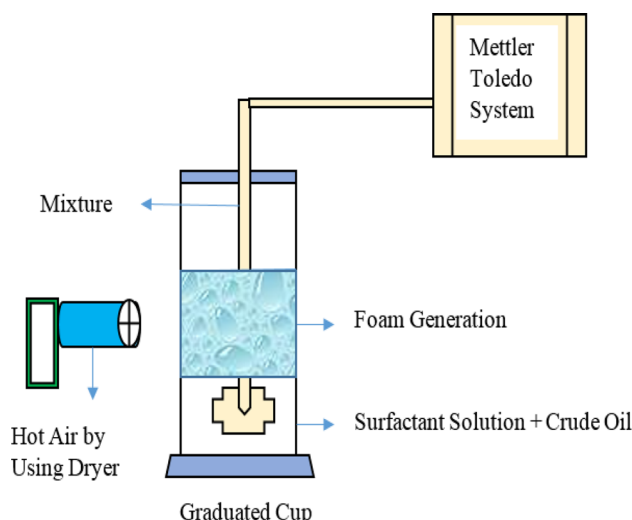 Mettler
Toledo
System
Mixture
Foam Generation
Surfactant Solution + Crude Oil
Hot Air by
Using Dryer
Graduated Cup